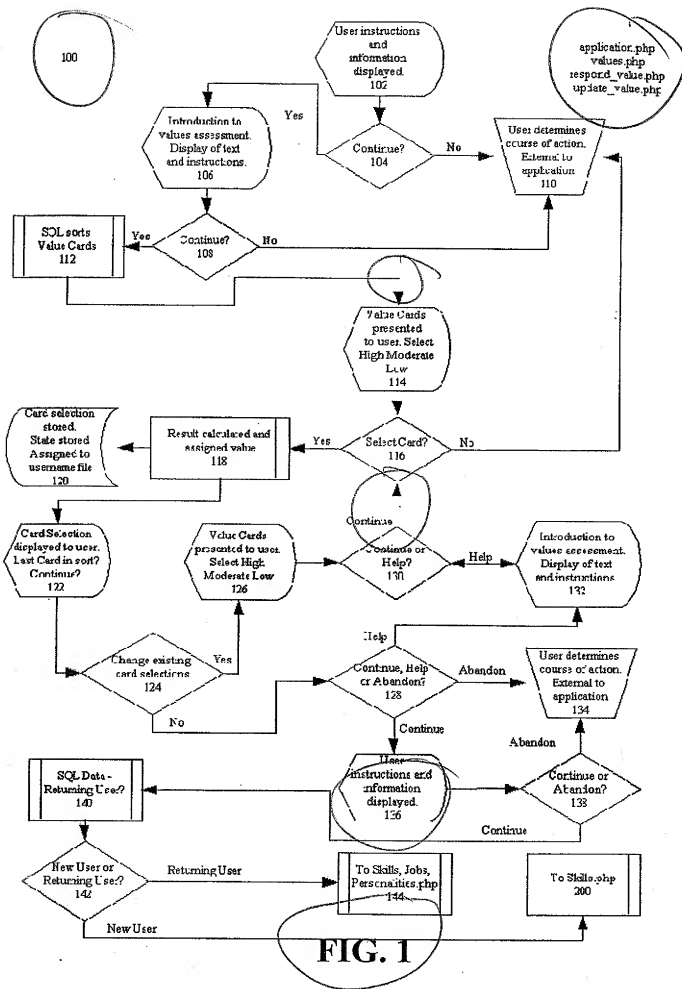 100
User instructions
and
information
displayed.
102
application.php
values.php
respond_value.php
update_value.php
Yes
Introduction to
values assessment.
Display of text
and instructions.
106
Continue?
104
No
User determines
course of action.
External to
application
110
SQL sorts
Value Cards
112
Yes
Continue?
108
No
Value Cards
presented
to user. Select
High Moderate
Low
114
Card selection
stored.
State stored
Assigned to
username file
120
Result calculated and
assigned value
118
Yes
Select Card?
116
No
Continue
Card Selection
displayed to user.
Last Card in sort?
Continue?
122
Value Cards
presented to user.
Select High
Moderate Low
126
Continue or
Help?
130
Help
Introduction to
values assessment.
Display of text
and instructions
132
Help
Change existing
card selections
124
Yes
No
Continue, Help
or Abandon?
128
Abandon
User determines
course of action.
External to
application
134
Continue
Abandon
SQL Data -
Returning User?
140
User
instructions and
information
displayed.
136
Continue or
Abandon?
138
Continue
New User or
Returning User?
142
Returning User
To Skills, Jobs,
Personalities.php
144
To Skills.php
200
New User
FIG. 1